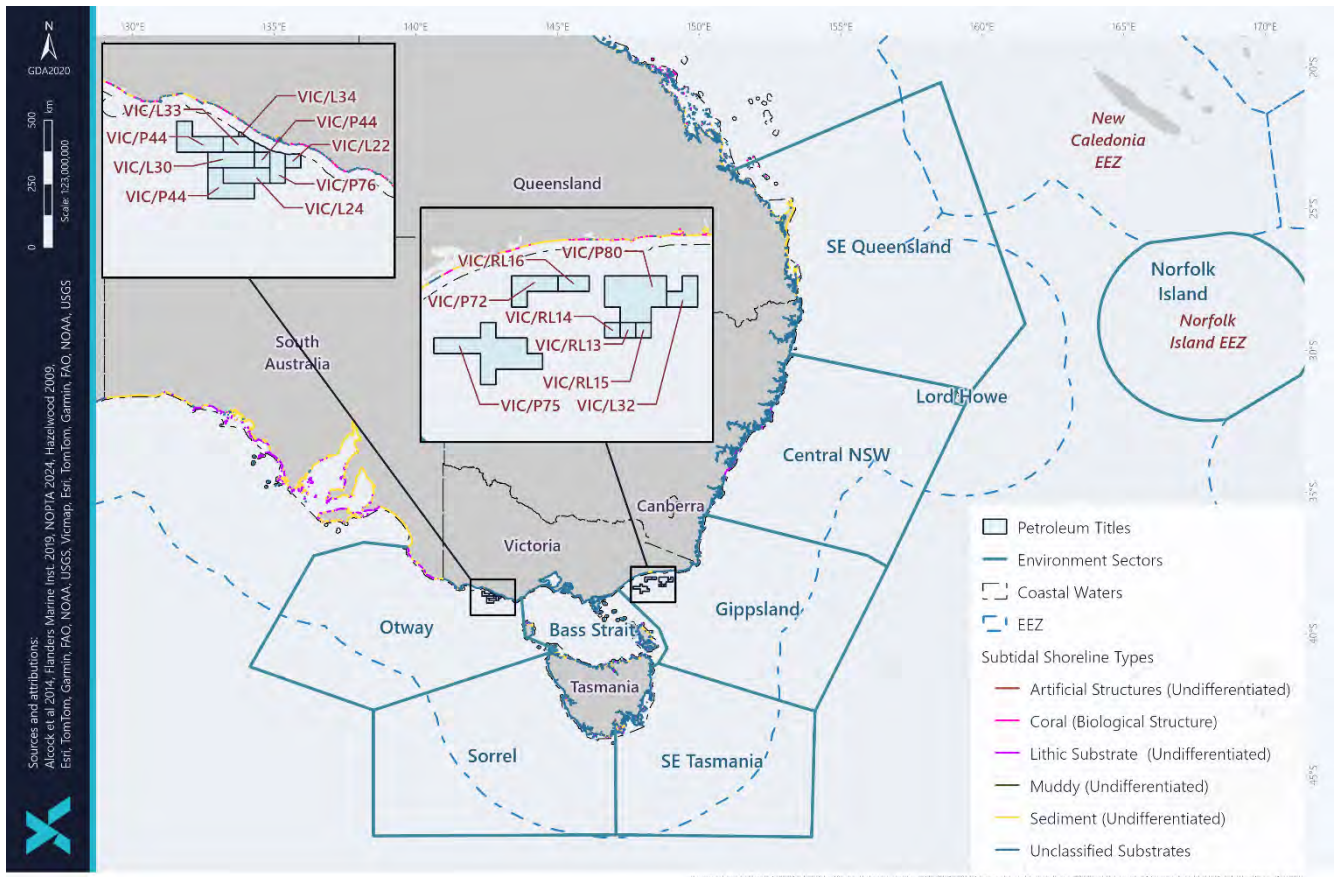 130°E
135°E
140°E
145°E
150°E
155°E
160°E
165°E
170°E
N
GDA2020
km
500
250
0
Scale: 1:23,000,000
Sources and attributions:
Alcock et al 2014, Flanders Marine Inst. 2019, NOPTA 2024, Hazelwood 2009,
Esri, TomTom, Garmin, FAO, NOAA, USGS, Vicmap, Esri, TomTom, Garmin, FAO, NOAA, USGS
VIC/L34
VIC/L33
VIC/P44
VIC/P44
VIC/L22
VIC/L30
VIC/P76
VIC/P44
VIC/L24
VIC/P80
VIC/RL16
VIC/P72
VIC/RL14
VIC/RL13
VIC/RL15
VIC/P75
VIC/L32
Queensland
South
Australia
Victoria
Canberra
Tasmania
SE Queensland
Lord Howe
Central NSW
Gippsland
Bass Strait
Otway
Sorrel
SE Tasmania
New
Caledonia
EEZ
Norfolk
Island
Norfolk
Island EEZ
20°S
25°S
30°S
35°S
40°S
45°S
Petroleum Titles
Environment Sectors
Coastal Waters
EEZ
Subtidal Shoreline Types
Artificial Structures (Undifferentiated)
Coral (Biological Structure)
Lithic Substrate (Undifferentiated)
Muddy (Undifferentiated)
Sediment (Undifferentiated)
Unclassified Substrates